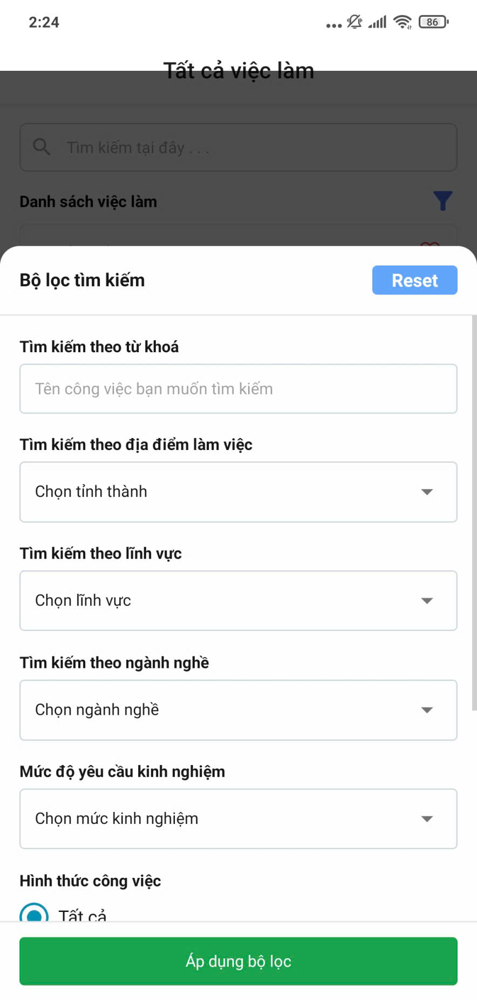 2:24
86
Tất cả việc làm
Tìm kiếm tại đây . . .
Danh sách việc làm
Bộ lọc tìm kiếm
Reset
Tìm kiếm theo từ khoá
Tên công việc bạn muốn tìm kiếm
Tìm kiếm theo địa điểm làm việc
Chọn tỉnh thành
Tìm kiếm theo lĩnh vực
Chọn lĩnh vực
Tìm kiếm theo ngành nghề
Chọn ngành nghề
Mức độ yêu cầu kinh nghiệm
Chọn mức kinh nghiệm
Hình thức công việc
Tất cả
Áp dụng bộ lọc